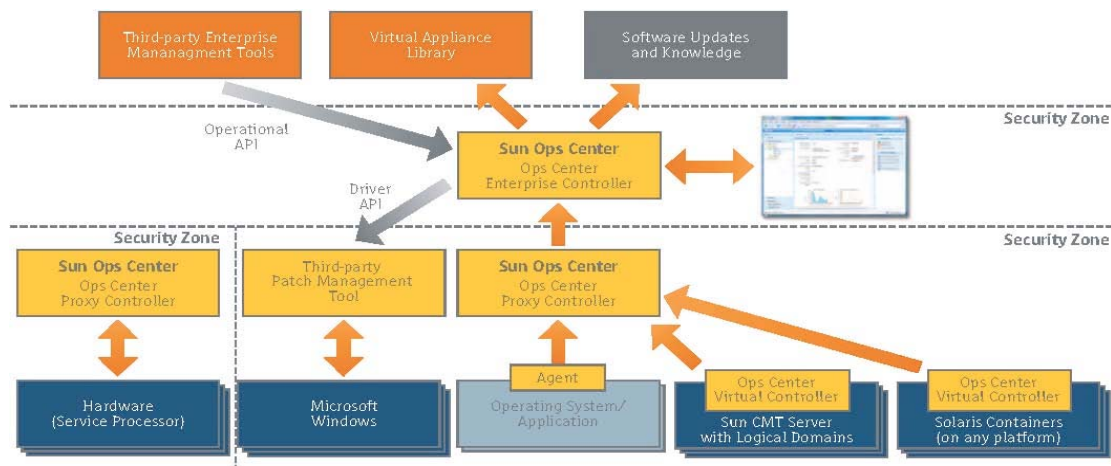 Third-party Enterprise
Mananagment Tools
Virtual Appliance
Library
Software Updates
and Knowledge
Security Zone
Operational
API
Sun Ops Center
Ops Center
Enterprise Controller
Driver
API
Security Zone
Security Zone
Sun Ops Center
Ops Center
Proxy Controller
Third-party
Patch Management
Tool
Sun Ops Center
Ops Center
Proxy Controller
Hardware
(Service Processor)
Microsoft
Windows
Agent
Operating System/
Application
Ops Center
Virtual Controller
Sun CMT Server
with Logical Domains
Ops Center
Virtual Controller
Solaris Containers
(on any platform)